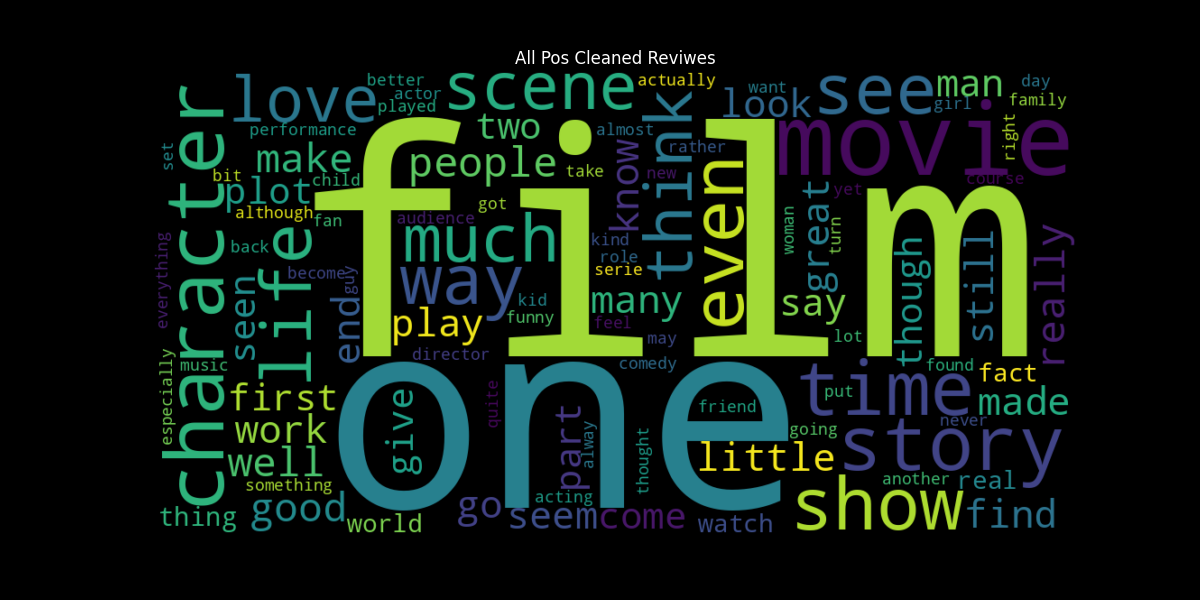 All Pos Cleaned Reviwes
film
one
movie
character
scene
love
see
man
day
girl
family
right
look
want
actually
better
actor
played
performance
two
almost
rather
think
know
people
take
new
make
set
bit
plot
child
although
fan
audience
got
even
course
yet
great
woman
turn
though
still
really
everything
back
life
seen
become
guy
end
much
way
kind
role
serie
many
kid
funny
feel
may
say
lot
play
director
comedy
especially
music
first
work
well
something
thing
good
world
give
quite
go
seem
part
alway
acting
thought
come
friend
going
little
watch
time
put
found
fact
made
never
story
another
real
show
find